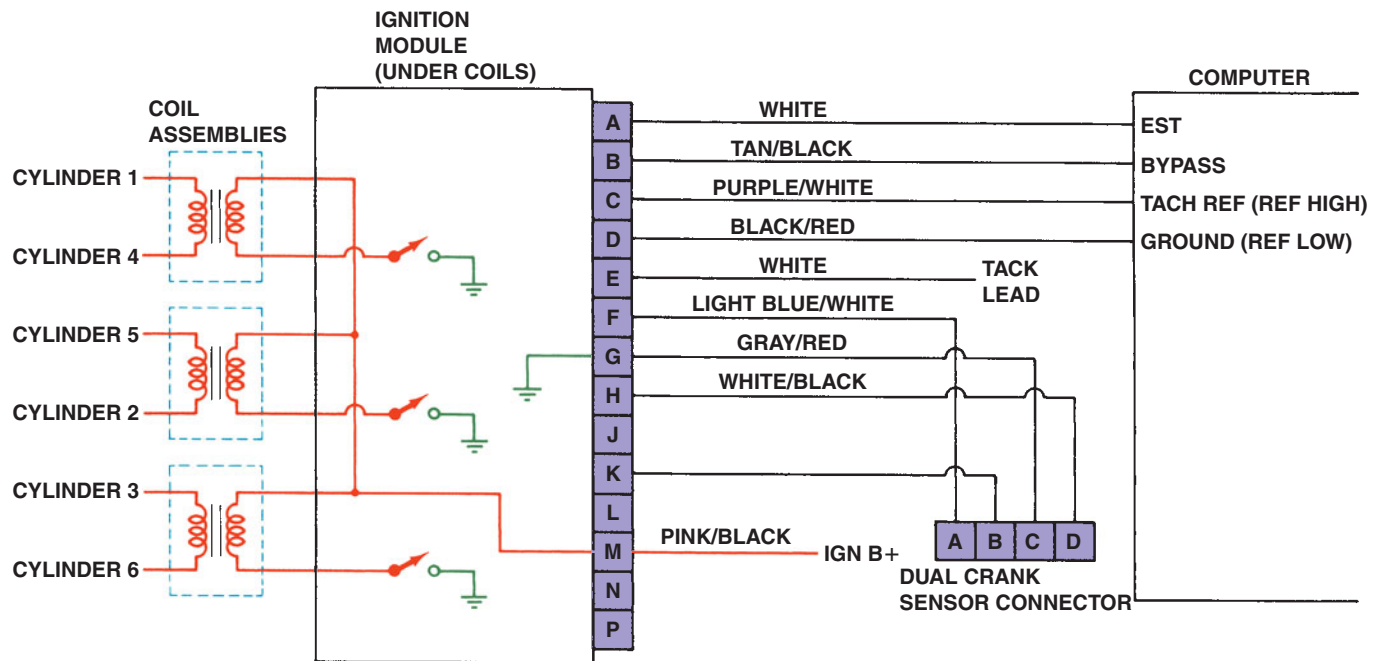 IGNITION
MODULE
(UNDER COILS)
COMPUTER
COIL
ASSEMBLIES
CYLINDER 1
CYLINDER 4
CYLINDER 5
CYLINDER 2
CYLINDER 3
CYLINDER 6
A
B
C
D
E
F
G
H
J
K
L
M
N
P
WHITE
TAN/BLACK
PURPLE/WHITE
BLACK/RED
WHITE
LIGHT BLUE/WHITE
GRAY/RED
WHITE/BLACK
PINK/BLACK
EST
BYPASS
TACH REF (REF HIGH)
GROUND (REF LOW)
TACK
LEAD
IGN B+
A B C D
DUAL CRANK
SENSOR CONNECTOR